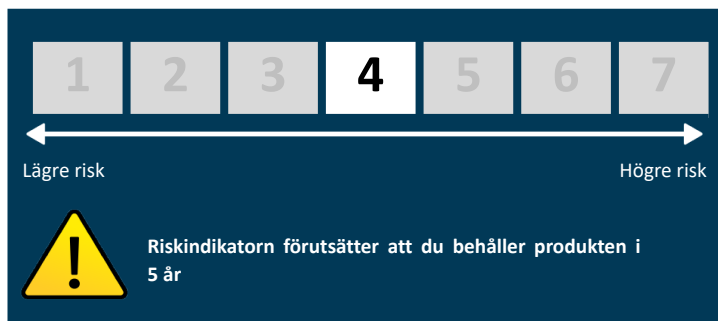 1 2 3 4 5 6 7
Lägre risk Högre risk
Riskindikatorn förutsätter att du behåller produkten i
5 år